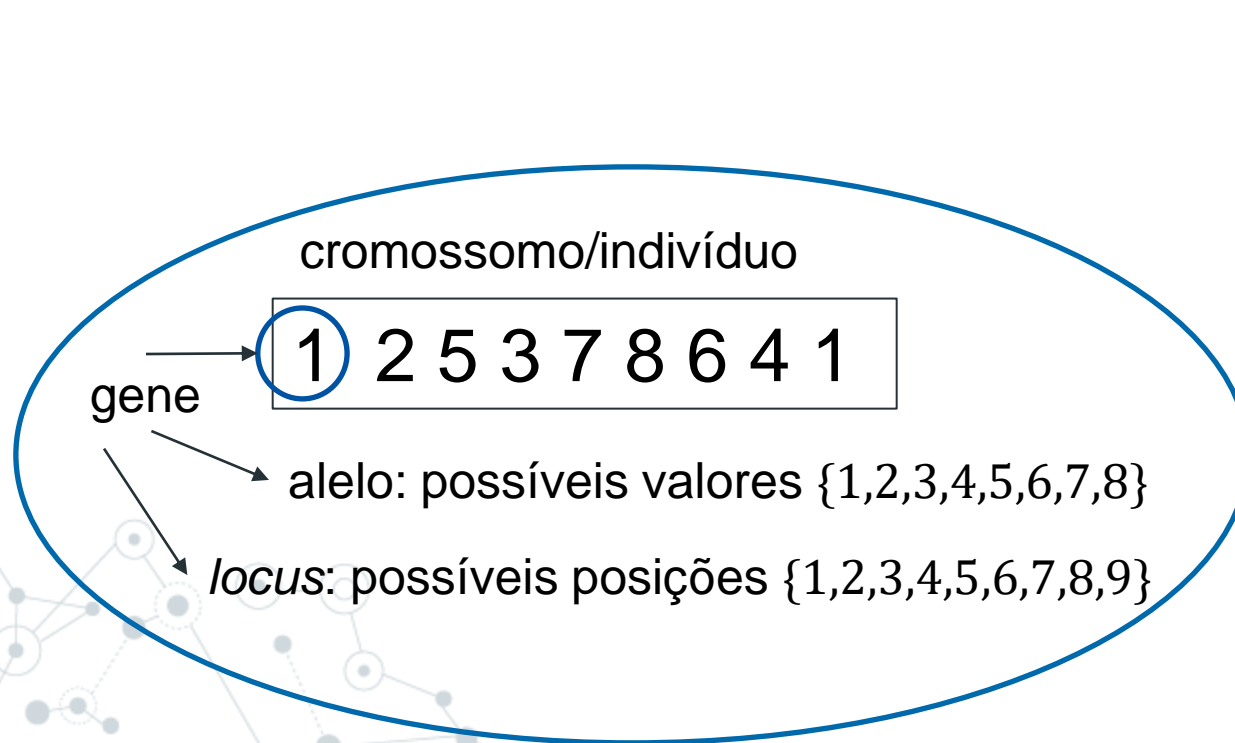 cromossomo/indivíduo
1 2 5 3 7 8 6 4 1
gene
alelo: possíveis valores {1,2,3,4,5,6,7,8}
locus: possíveis posições {1,2,3,4,5,6,7,8,9}